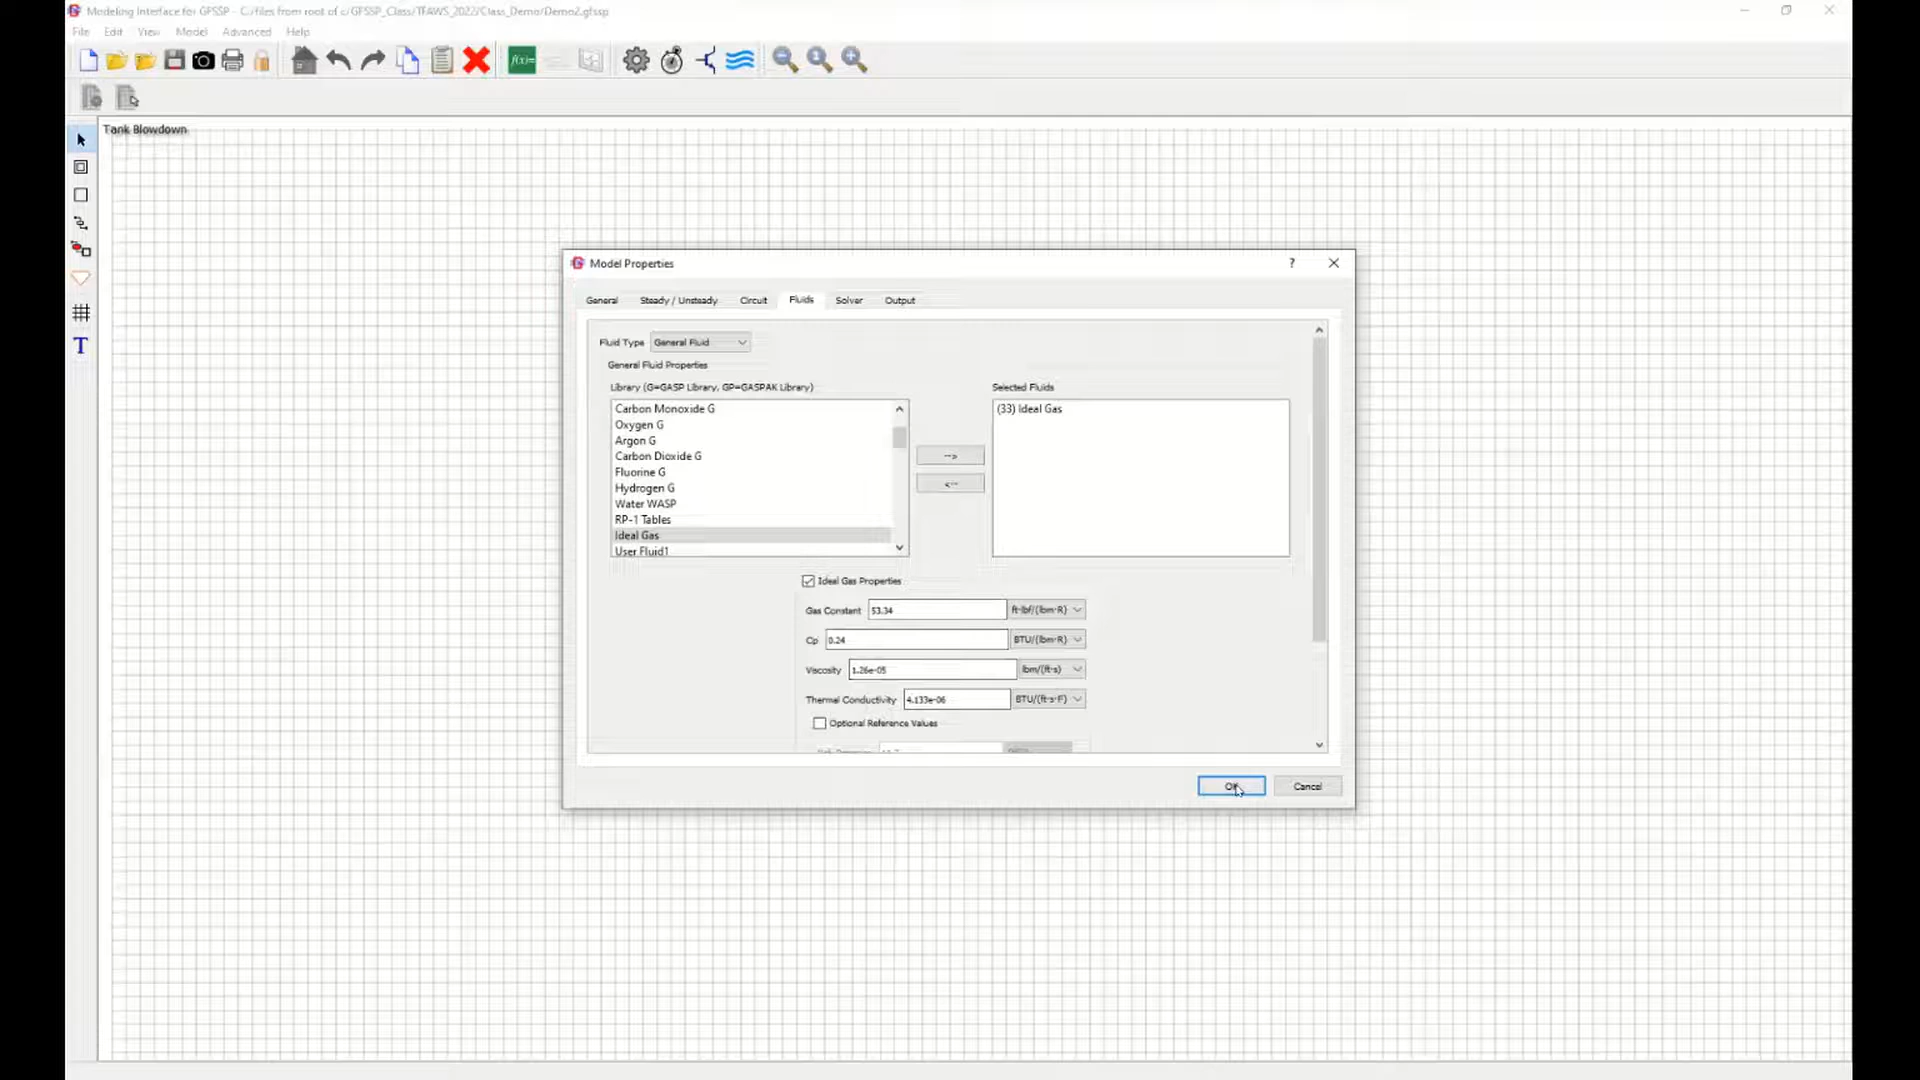 Modeling Interface for GFSSP - C:/files from root of c/GFSSP_Class/TFAWS_2022/Class_Demo/Demo2.gfssp
File Edit View Model Advanced Help
f(x)=
Tank Blowdown
T
Model Properties
?
General Steady / Unsteady Circuit Fluids Solver Output
Fluid Type General Fluid
General Fluid Properties
Library (G=GASP Library, GP=GASPAK Library) Selected Fluids
Carbon Monoxide G
Oxygen G
Argon G
Carbon Dioxide G
Fluorine G
Hydrogen G
Water WASP
RP-1 Tables
Ideal Gas
User Fluid1
-->
<--
(33) Ideal Gas
Ideal Gas Properties
Gas Constant 53.34 ft-lbf/(lbm-R)
Cp 0.24 BTU/(lbm-R)
Viscosity 1.26e-05 lbm/(ft-s)
Thermal Conductivity 4.133e-06 BTU/(ft-s-F)
Optional Reference Values
OK Cancel